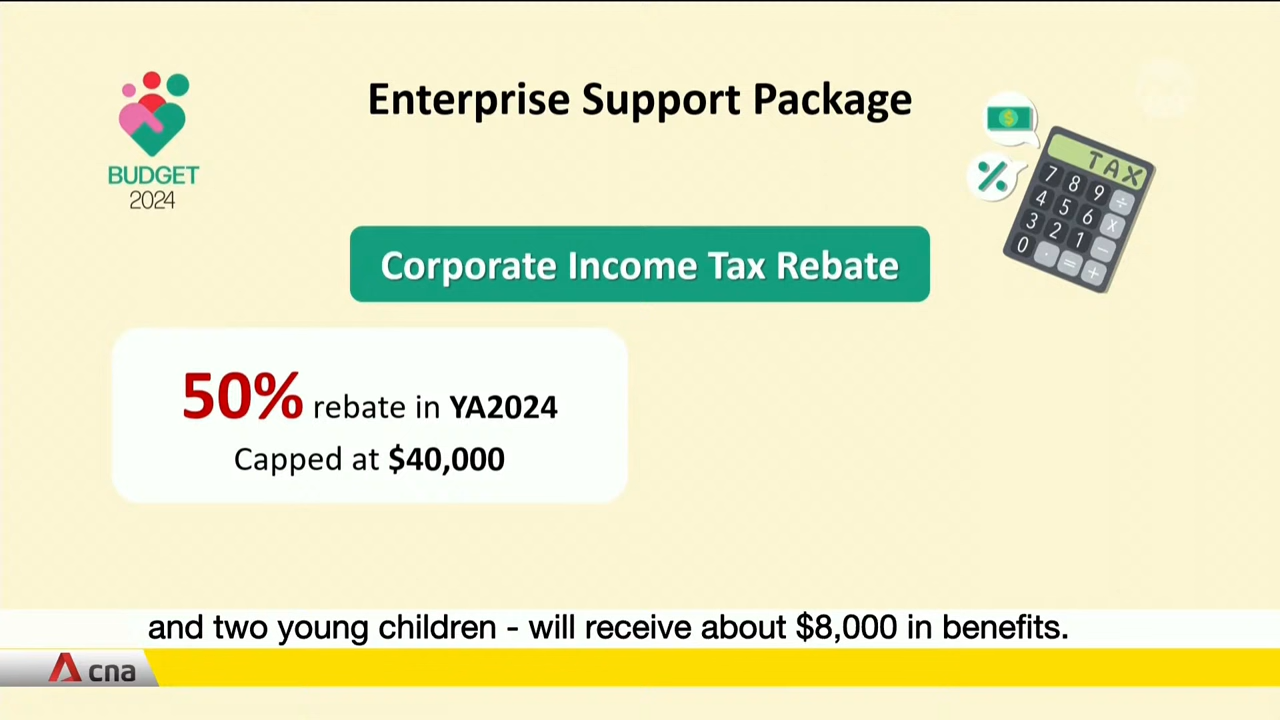 BUDGET
2024
Enterprise Support Package
Corporate Income Tax Rebate
50% rebate in YA2024
Capped at $40,000
$
%
TAX
7 8 9 ÷
4 5 6 X
3 2 1 −
0 . = +
and two young children - will receive about $8,000 in benefits.
cna